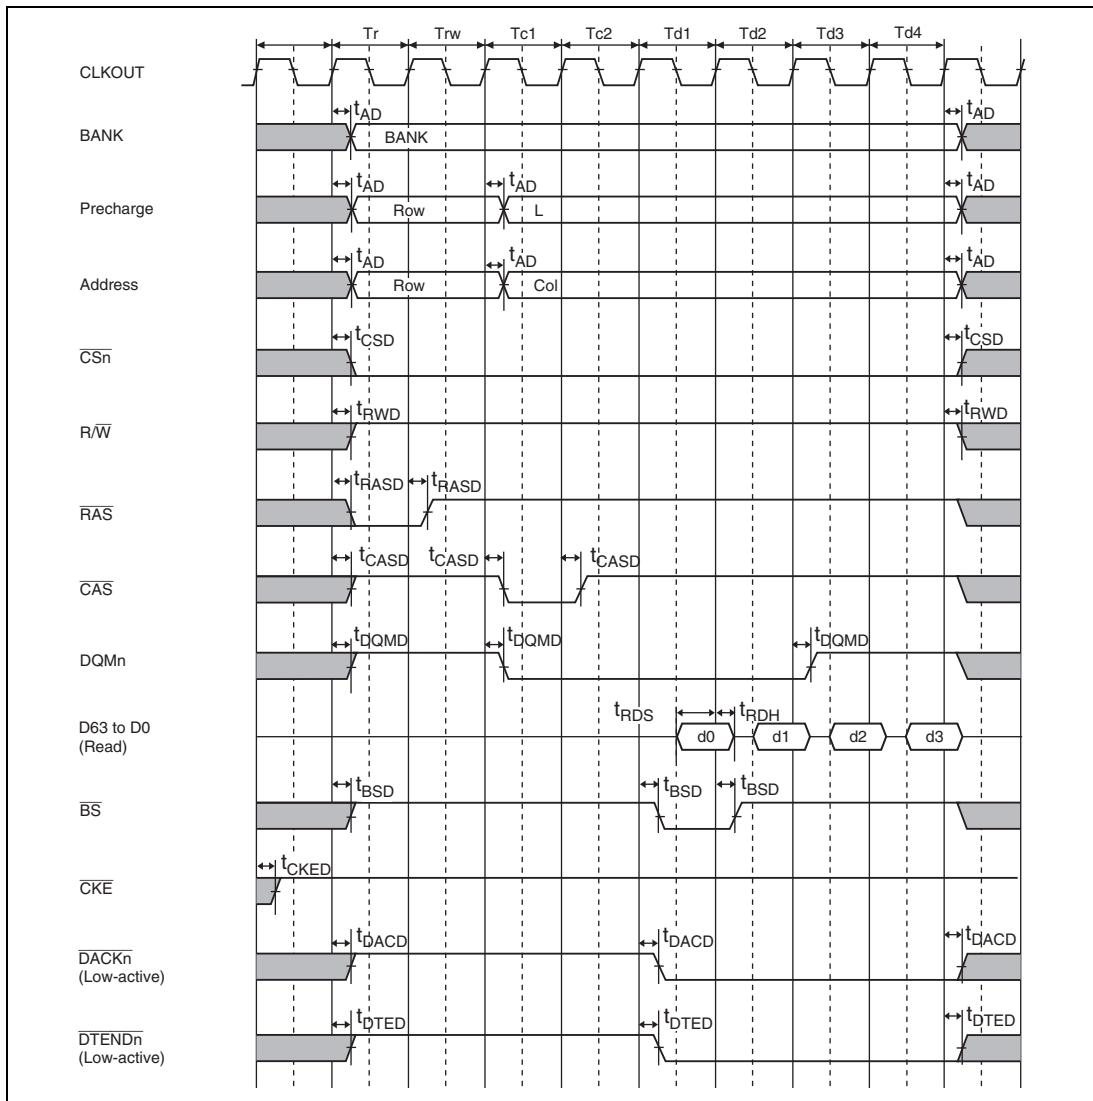 Tr Trw Tc1 Tc2 Td1 Td2 Td3 Td4
CLKOUT
tAD tAD
BANK BANK
tAD tAD tAD
Precharge Row L
tAD tAD tAD
Address Row Col
tCSD tCSD
CSn
tRWD tRWD
R/W
tRASD tRASD
RAS
tCASD tCASD tCASD
CAS
tDQMD tDQMD tDQMD
DQMn
tRDS tRDH
D63 to D0
(Read)
d0 d1 d2 d3
tBSD tBSD tBSD
BS
tCKED
CKE
tDACD tDACD tDACD
DACKn
(Low-active)
tDTED tDTED tDTED
DTENDn
(Low-active)